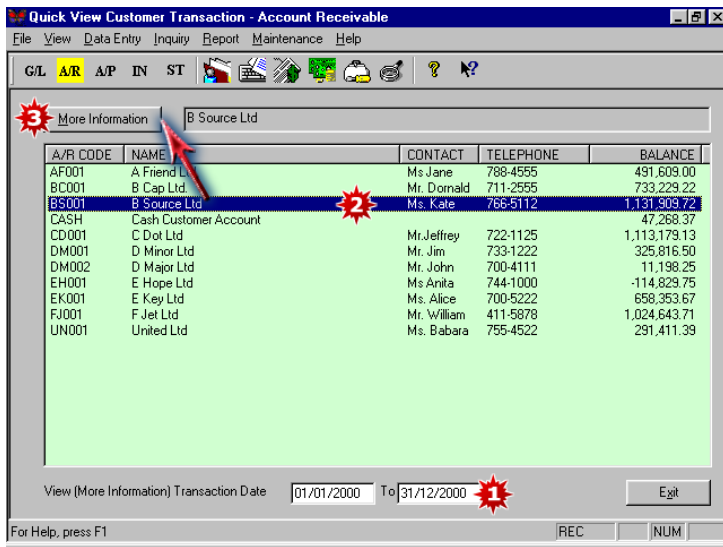 Quick View Customer Transaction - Account Receivable
File View Data Entry Inquiry Report Maintenance Help
G/L A/R A/P IN ST ? ?
3 More Information B Source Ltd
A/R CODE NAME CONTACT TELEPHONE BALANCE
AF001 A Friend Ltd Ms Jane 788-4555 491,609.00
BC001 B Cap Ltd. Mr. Dornald 711-2555 733,229.22
BS001 B Source Ltd 2 Ms. Kate 766-5112 1,131,909.72
CASH Cash Customer Account 47,268.37
CD001 C Dot Ltd Mr.Jeffrey 722-1125 1,113,179.13
DM001 D Minor Ltd Mr. Jim 733-1222 325,816.50
DM002 D Major Ltd Mr. John 700-4111 11,198.25
EH001 E Hope Ltd Ms Anita 744-1000 -114,829.75
EK001 E Key Ltd Ms. Alice 700-5222 658,353.67
FJ001 F Jet Ltd Mr. William 411-5878 1,024,643.71
UN001 United Ltd Ms. Babara 755-4522 291,411.39
View (More Information) Transaction Date 01/01/2000 To 31/12/2000 1 Exit
For Help, press F1 REC NUM